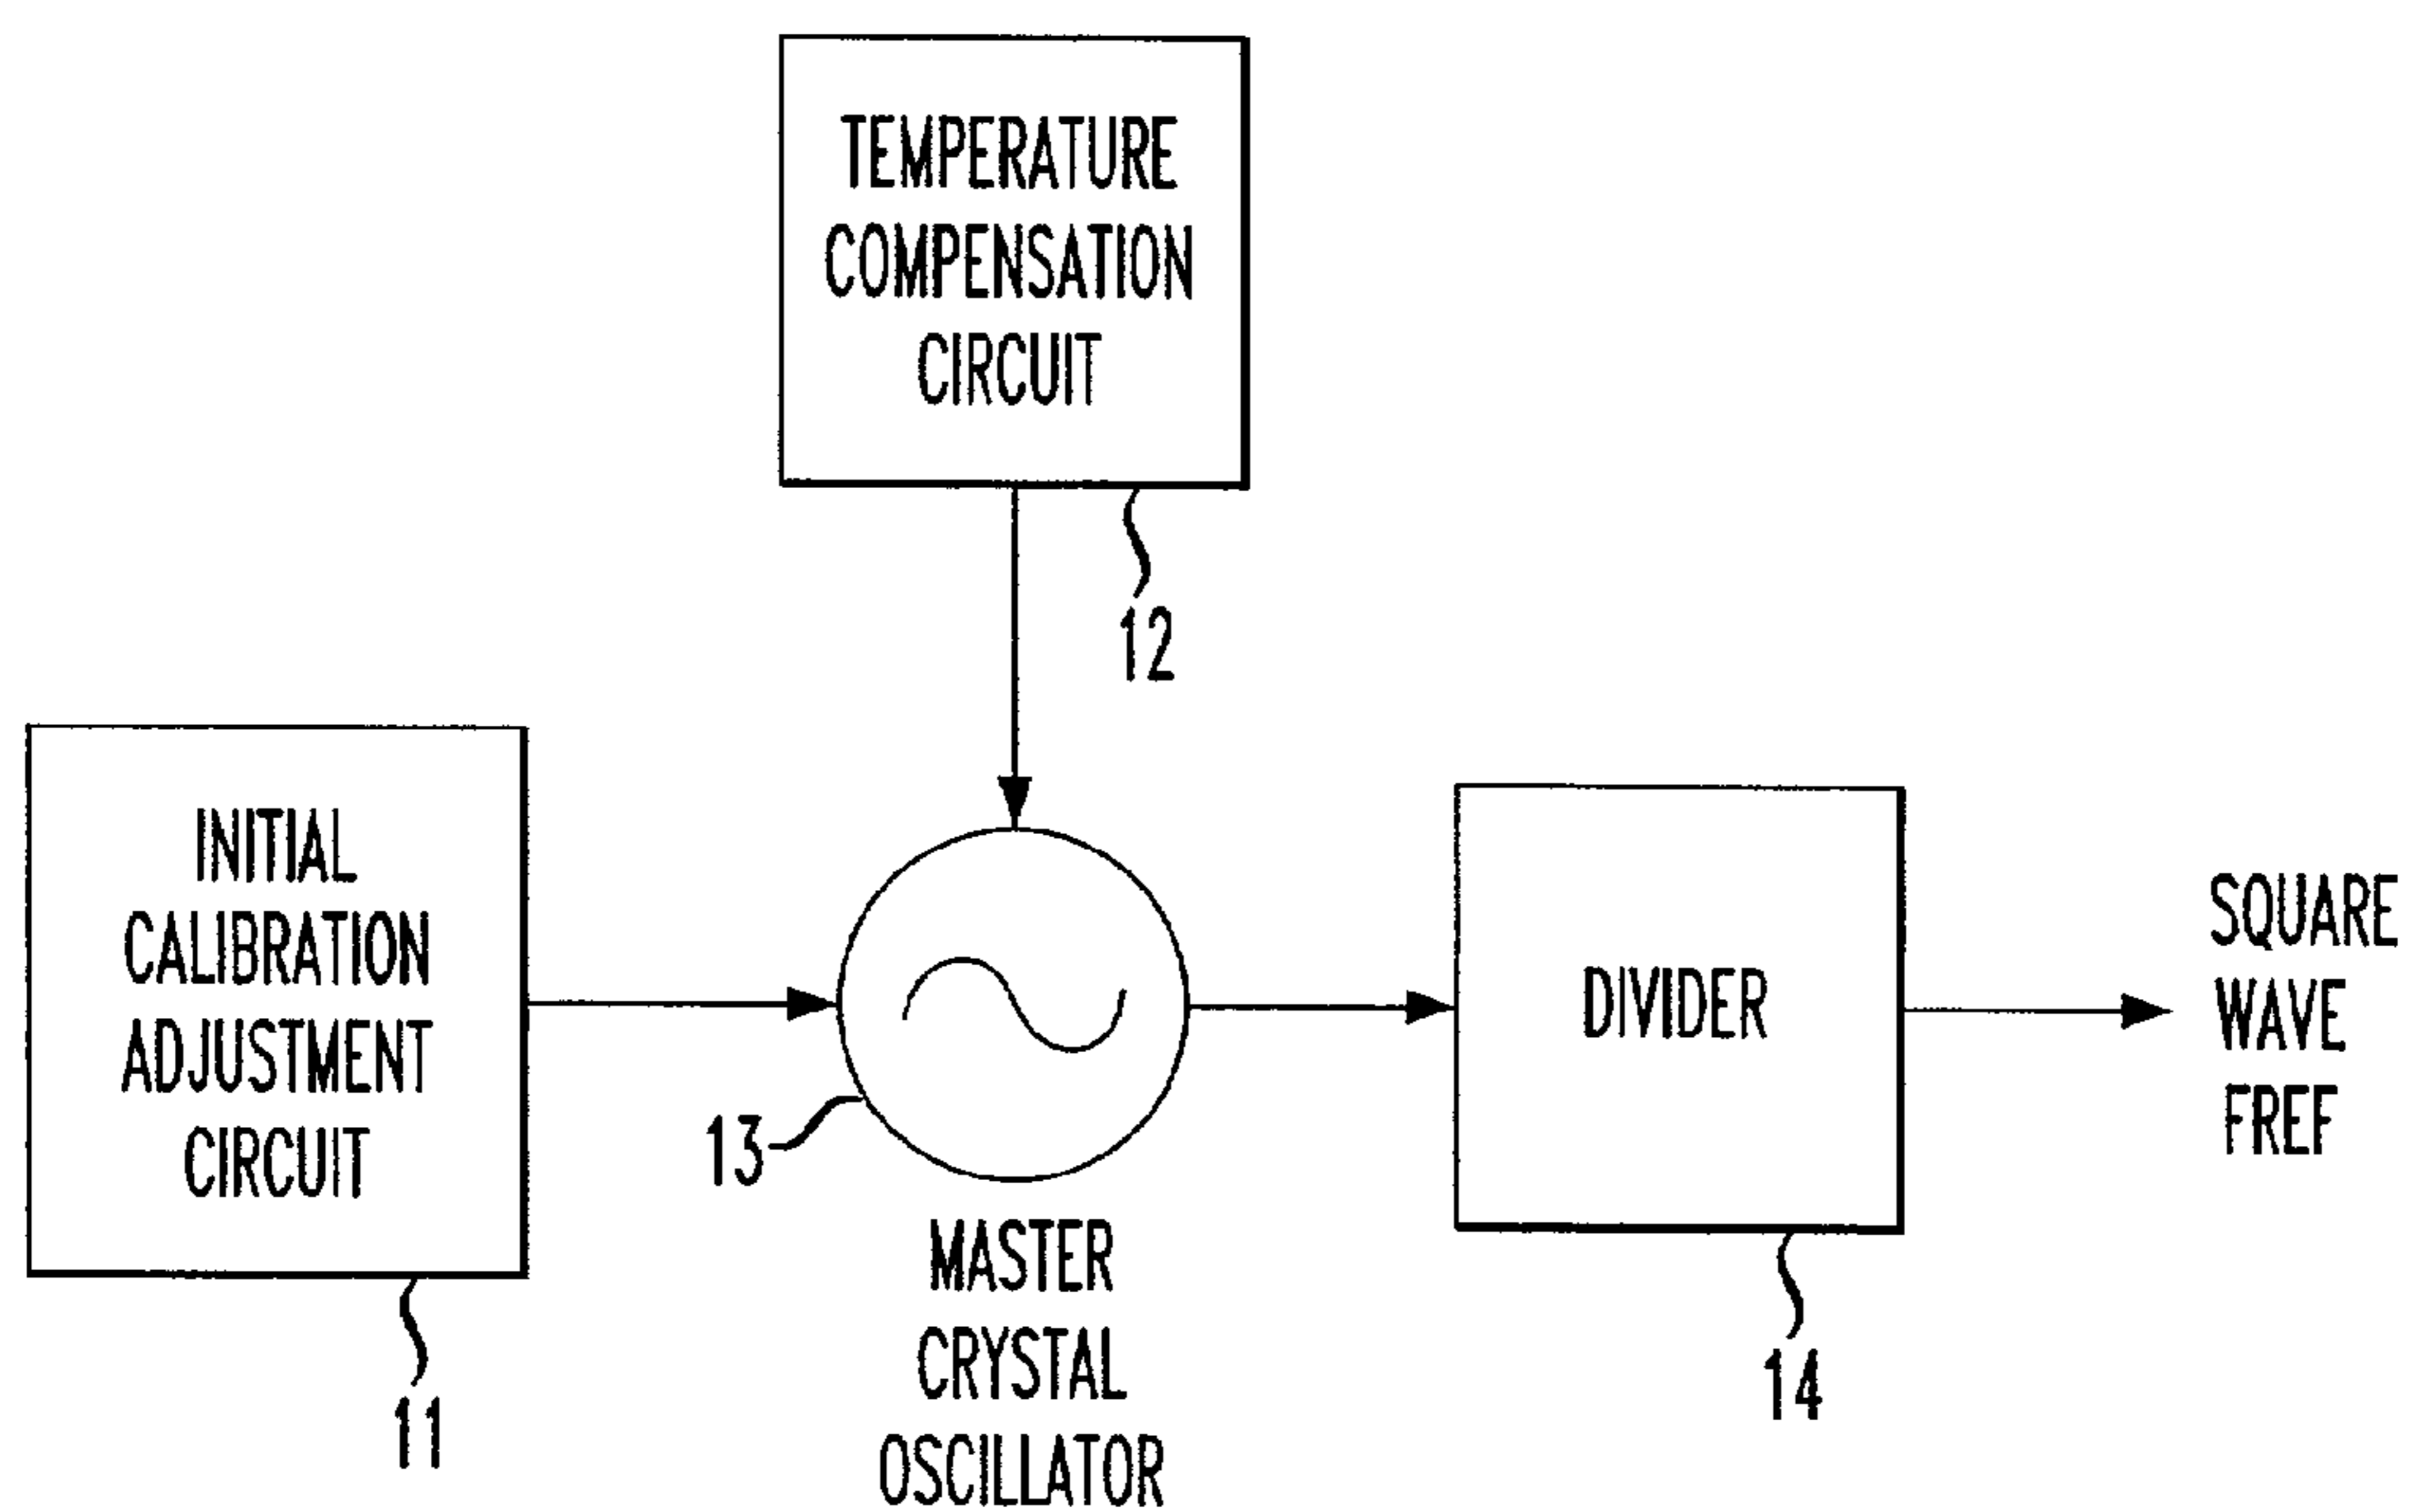 TEMPERATURE
COMPENSATION
CIRCUIT
12
INITIAL
CALIBRATION
ADJUSTMENT
CIRCUIT
11
13
MASTER
CRYSTAL
OSCILLATOR
DIVIDER
14
SQUARE
WAVE
FREF